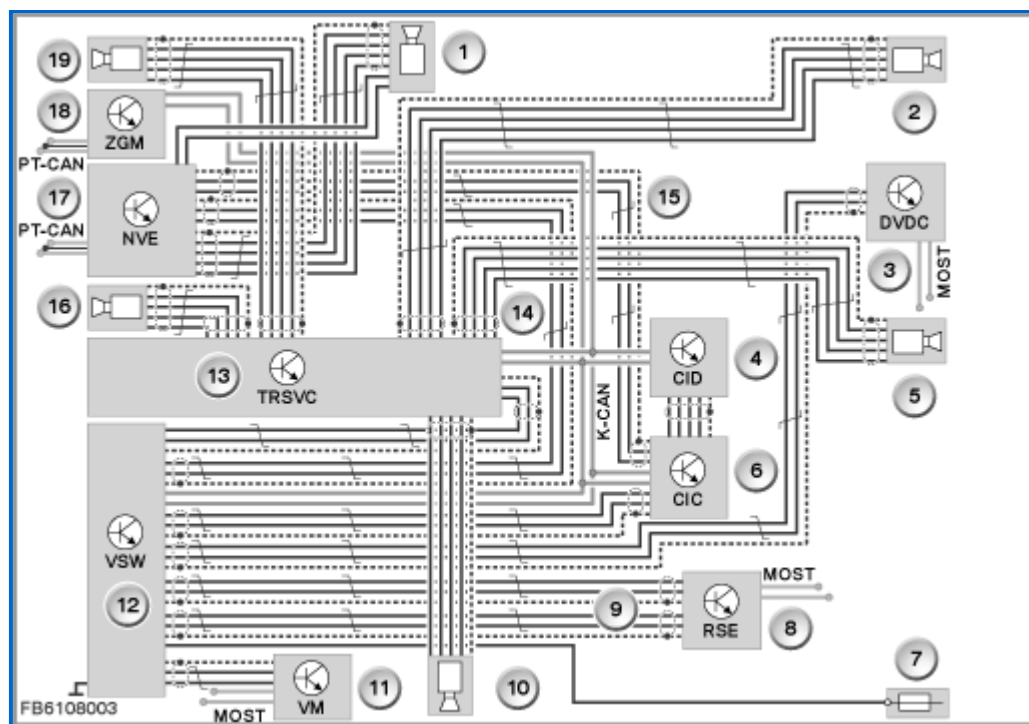 19
1
2
18
ZGM
PT-CAN
17
NVE
PT-CAN
15
DVDC
3
MOST
16
14
13
TRSVC
4
CID
5
K-CAN
6
CIC
VSW
12
9
MOST
RSE
8
7
11
10
VM
MOST
FB6108003